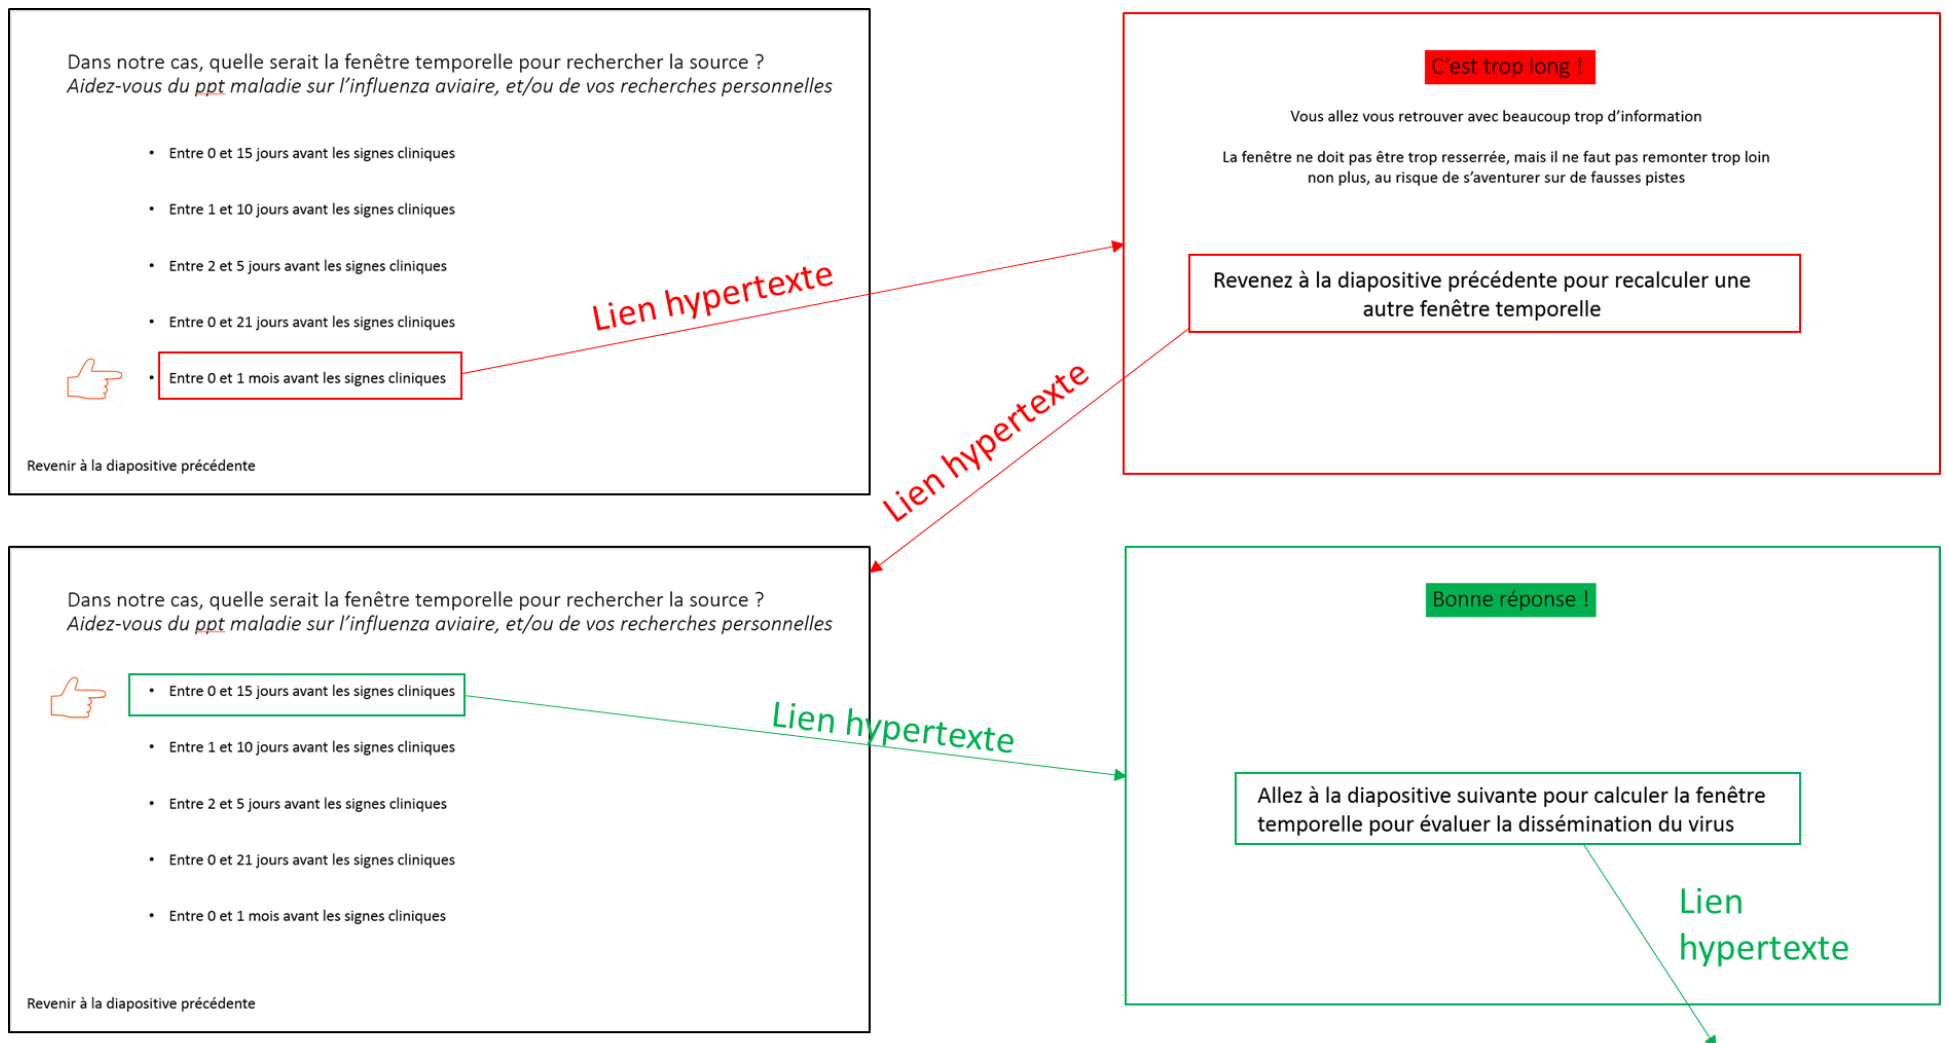 Dans notre cas, quelle serait la fenêtre temporelle pour rechercher la source ?
Aidez-vous du ppt maladie sur l’influenza aviaire, et/ou de vos recherches personnelles
• Entre 0 et 15 jours avant les signes cliniques
• Entre 1 et 10 jours avant les signes cliniques
• Entre 2 et 5 jours avant les signes cliniques
• Entre 0 et 21 jours avant les signes cliniques
• Entre 0 et 1 mois avant les signes cliniques
Revenir à la diapositive précédente
Lien hypertexte
C’est trop long !
Vous allez vous retrouver avec beaucoup trop d’information
La fenêtre ne doit pas être trop resserrée, mais il ne faut pas remonter trop loin
non plus, au risque de s’aventurer sur de fausses pistes
Revenez à la diapositive précédente pour recalculer une
autre fenêtre temporelle
Lien hypertexte
Dans notre cas, quelle serait la fenêtre temporelle pour rechercher la source ?
Aidez-vous du ppt maladie sur l’influenza aviaire, et/ou de vos recherches personnelles
• Entre 0 et 15 jours avant les signes cliniques
• Entre 1 et 10 jours avant les signes cliniques
• Entre 2 et 5 jours avant les signes cliniques
• Entre 0 et 21 jours avant les signes cliniques
• Entre 0 et 1 mois avant les signes cliniques
Revenir à la diapositive précédente
Lien hypertexte
Bonne réponse !
Allez à la diapositive suivante pour calculer la fenêtre
temporelle pour évaluer la dissémination du virus
Lien
hypertexte